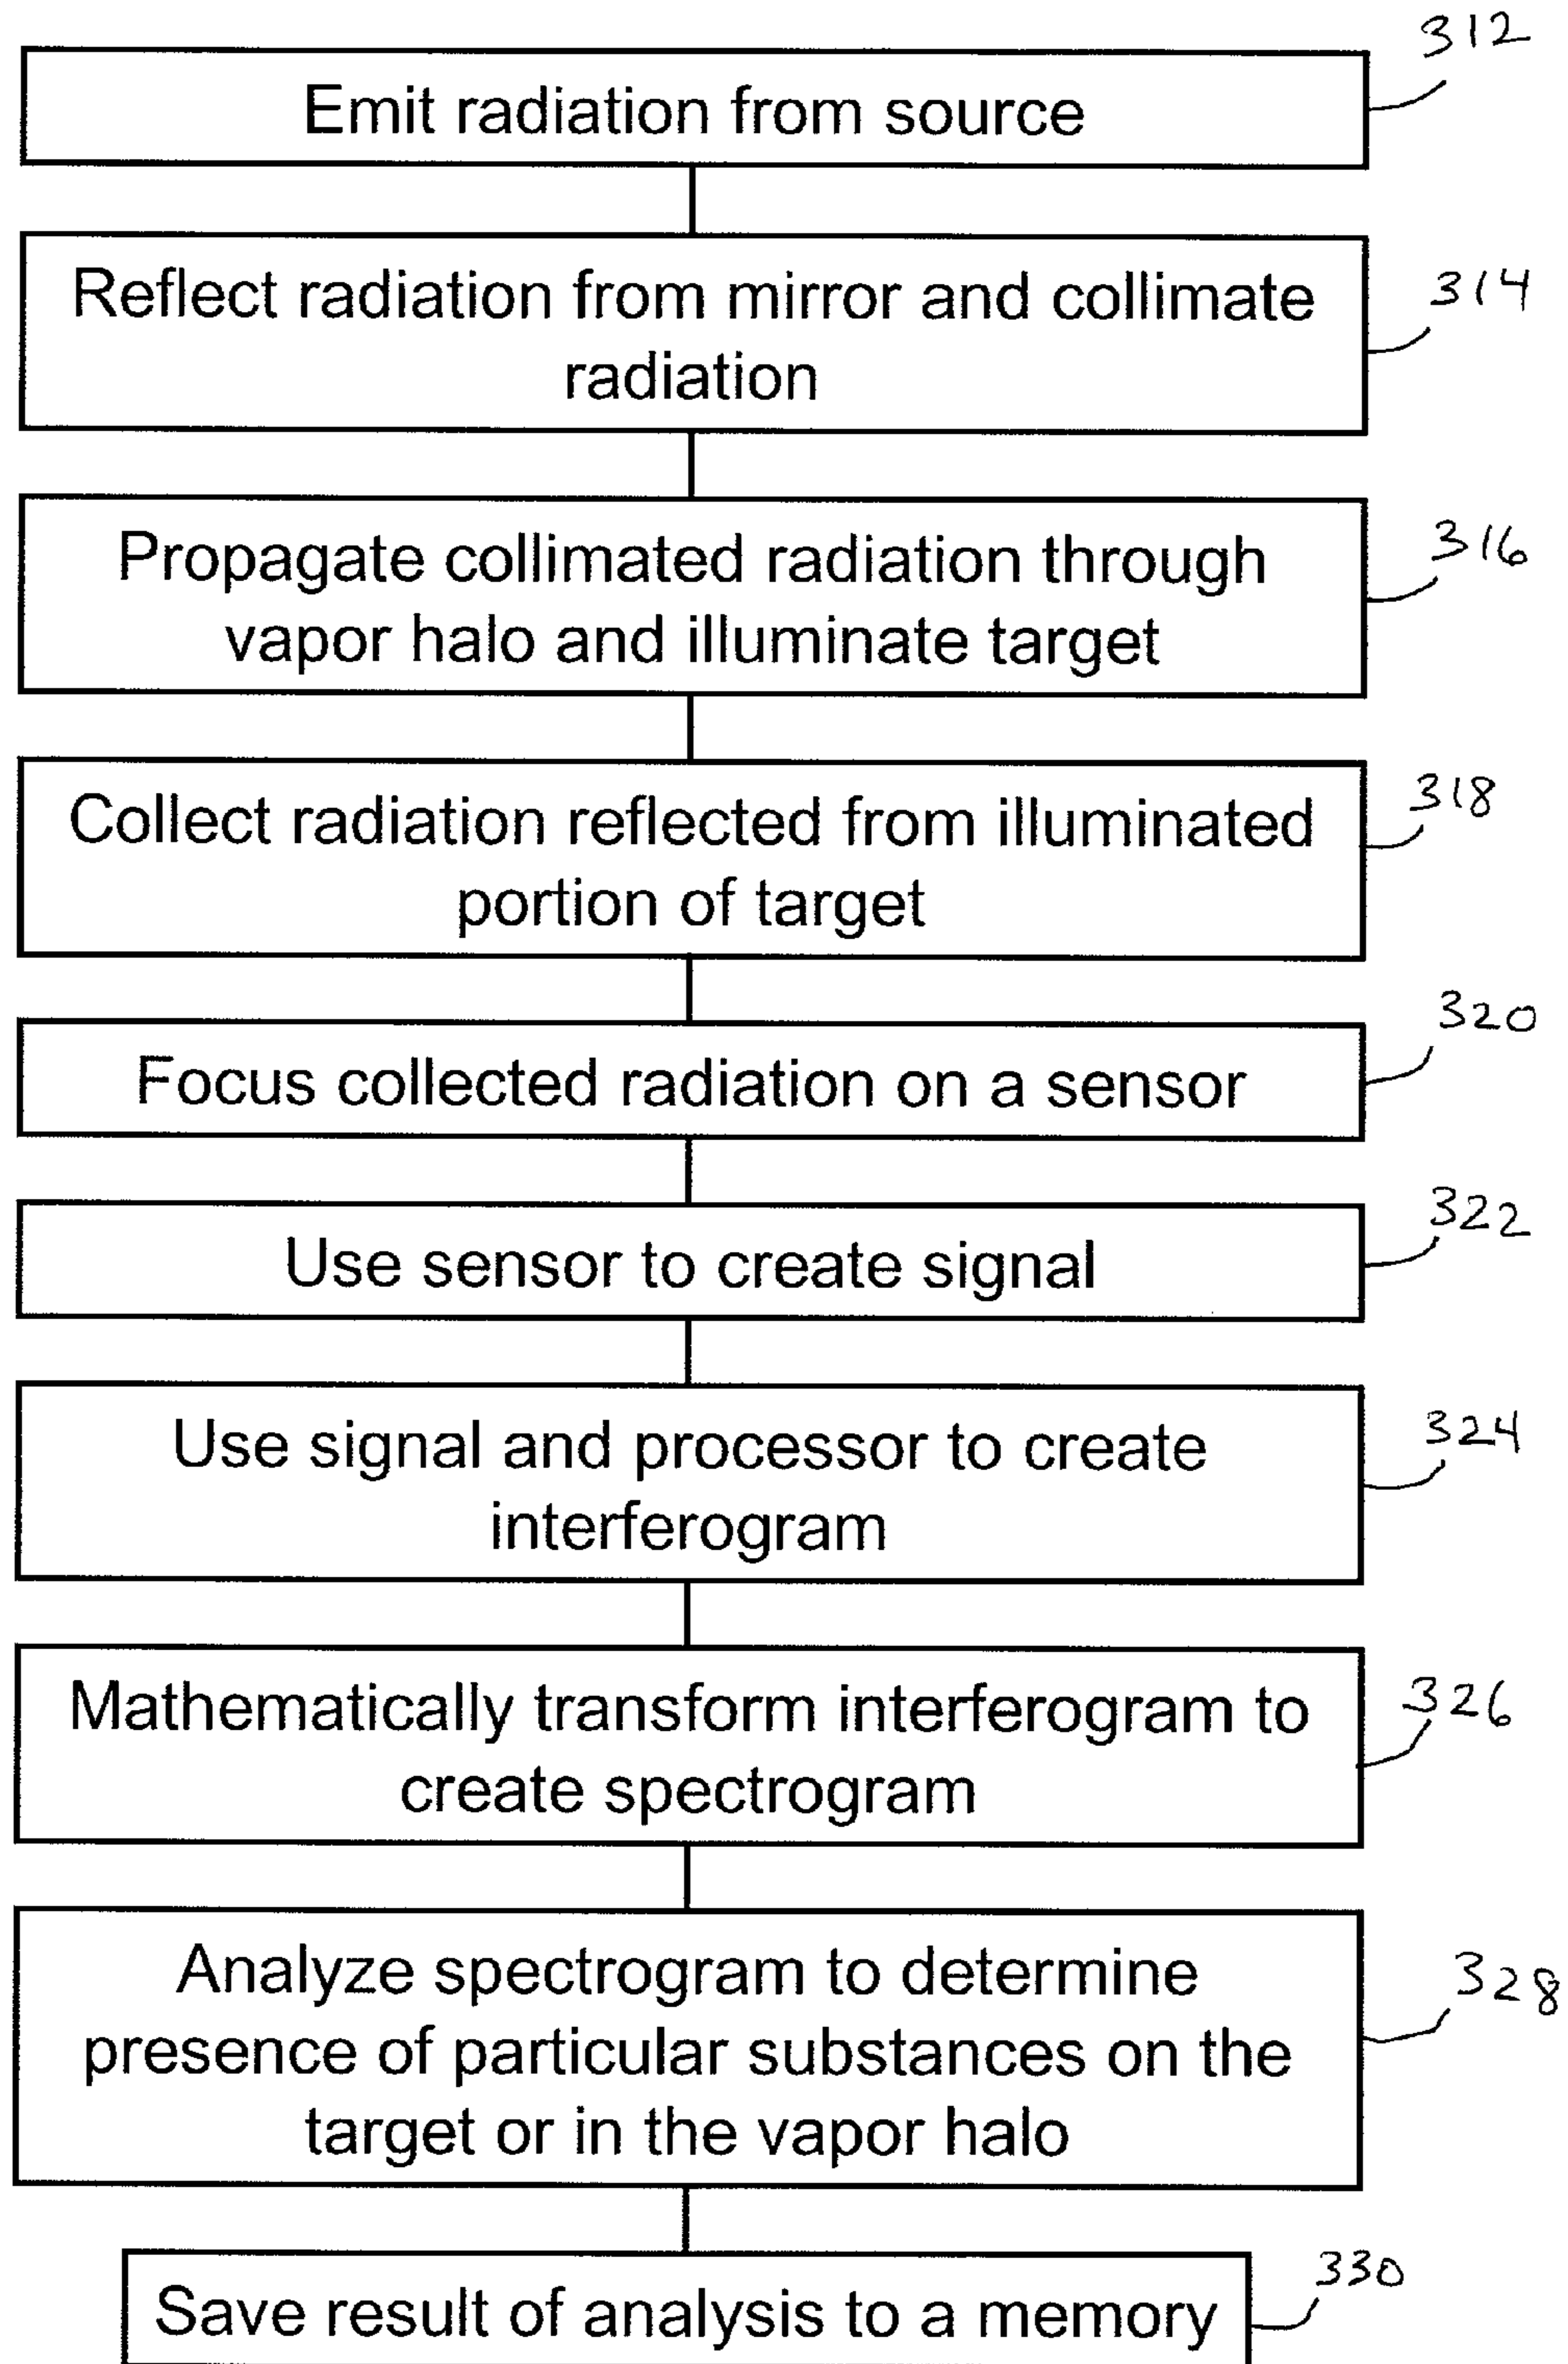 312
Emit radiation from source
314
Reflect radiation from mirror and collimate
radiation
316
Propagate collimated radiation through
vapor halo and illuminate target
318
Collect radiation reflected from illuminated
portion of target
320
Focus collected radiation on a sensor
322
Use sensor to create signal
324
Use signal and processor to create
interferogram
326
Mathematically transform interferogram to
create spectrogram
328
Analyze spectrogram to determine
presence of particular substances on the
target or in the vapor halo
330
Save result of analysis to a memory